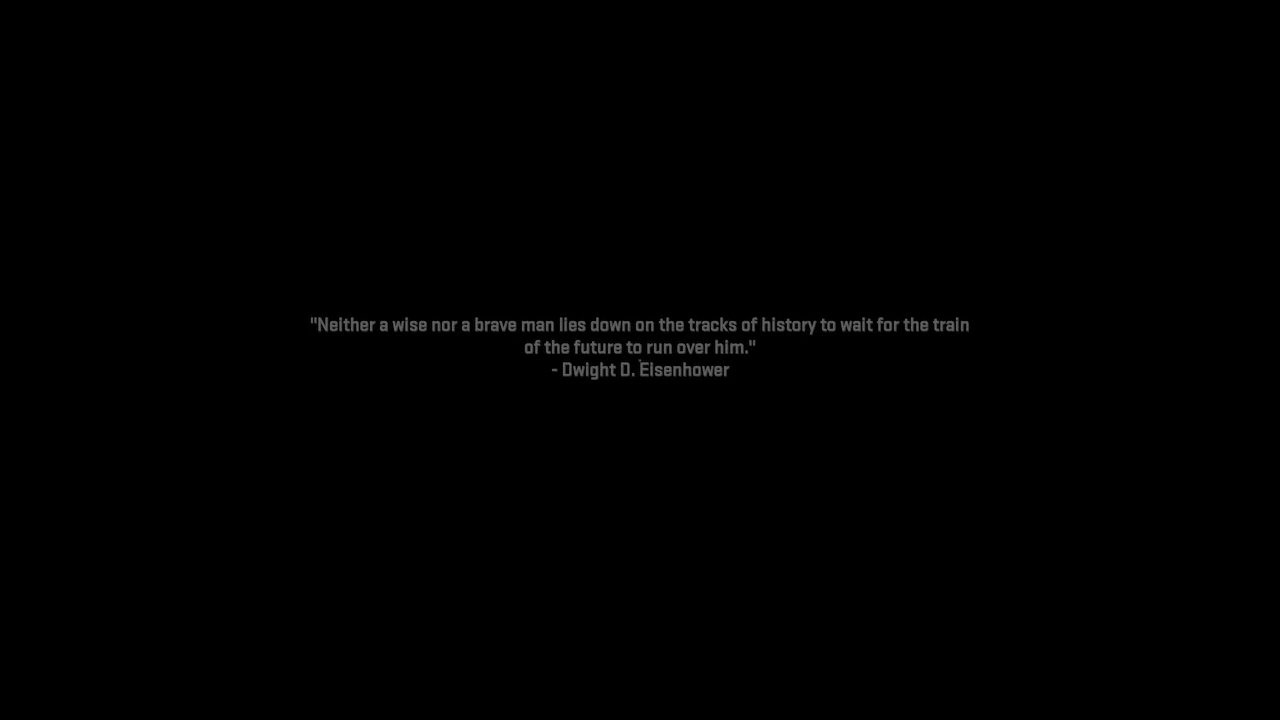 "Neither a wise nor a brave man lies down on the tracks of history to wait for the train
of the future to run over him."
- Dwight D. Eisenhower